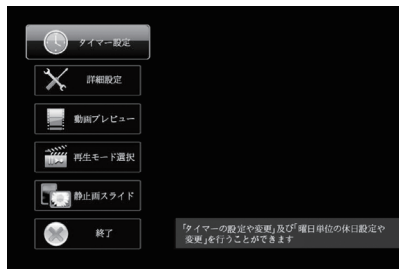 タイマー設定
詳細設定
動画プレビュー
再生モード選択
静止画スライド
終了
「タイマーの設定や変更」及び「曜日単位の休日設定や
変更」を行うことができます